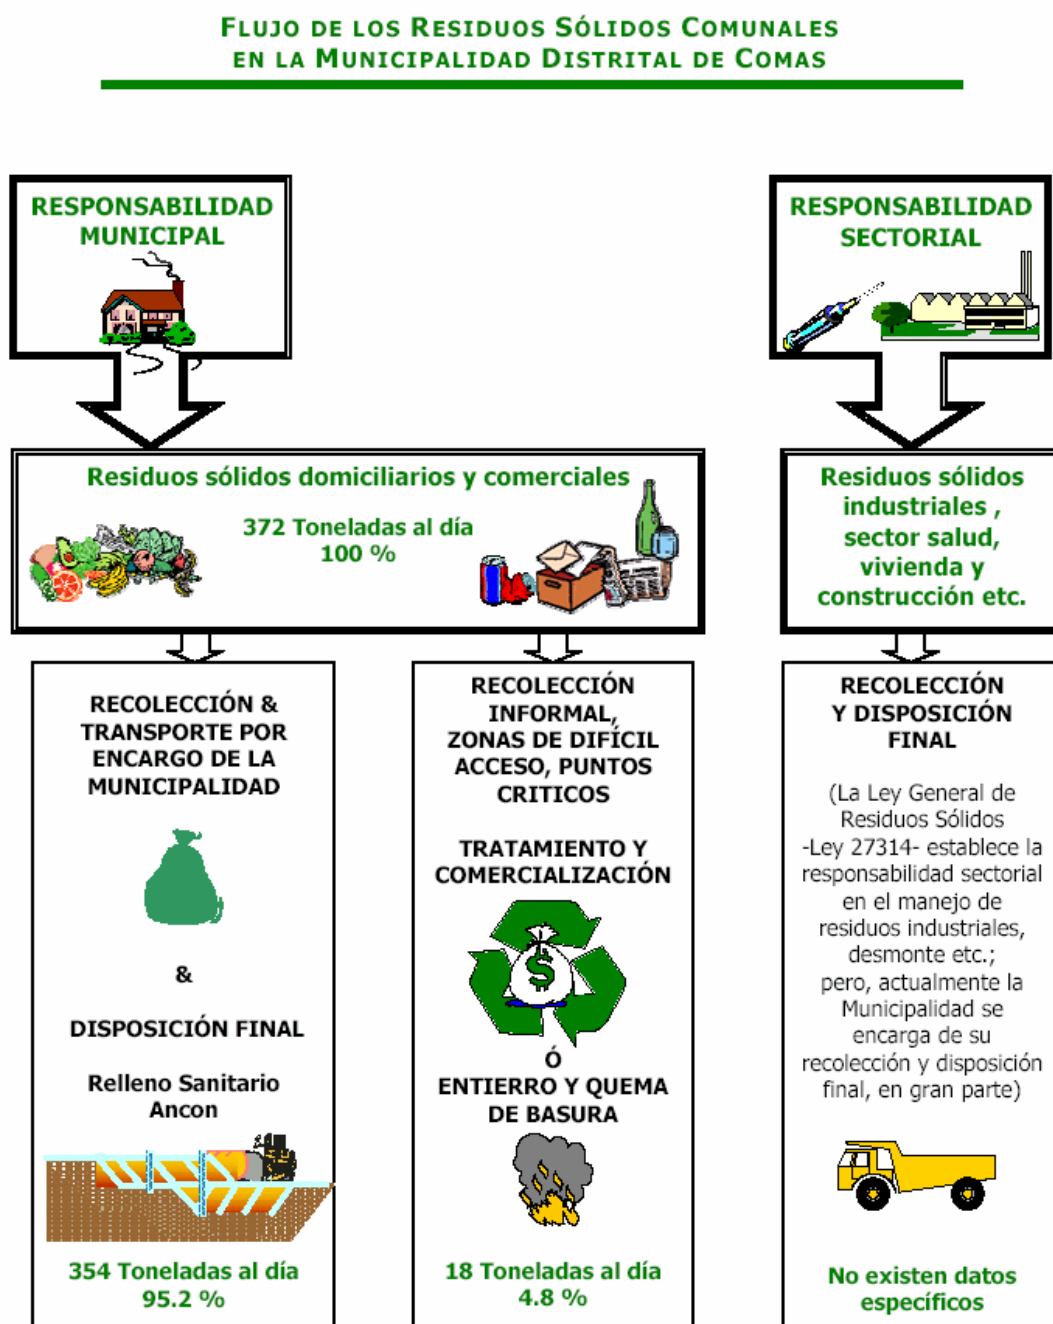 FLUJO DE LOS RESIDUOS SÓLIDOS COMUNALES
EN LA MUNICIPALIDAD DISTRITAL DE COMAS
RESPONSABILIDAD
MUNICIPAL
RESPONSABILIDAD
SECTORIAL
Residuos sólidos domiciliarios y comerciales
372 Toneladas al día
100 %
Residuos sólidos
industriales ,
sector salud,
vivienda y
construcción etc.
RECOLECCIÓN &
TRANSPORTE POR
ENCARGO DE LA
MUNICIPALIDAD
&
DISPOSICIÓN FINAL
Relleno Sanitario
Ancon
354 Toneladas al día
95.2 %
RECOLECCIÓN
INFORMAL,
ZONAS DE DIFÍCIL
ACCESO, PUNTOS
CRITICOS
TRATAMIENTO Y
COMERCIALIZACIÓN
$
Ó
ENTIERRO Y QUEMA
DE BASURA
18 Toneladas al día
4.8 %
RECOLECCIÓN
Y DISPOSICIÓN
FINAL
(La Ley General de
Residuos Sólidos
-Ley 27314- establece la
responsabilidad sectorial
en el manejo de
residuos industriales,
desmonte etc.;
pero, actualmente la
Municipalidad se
encarga de su
recolección y disposición
final, en gran parte)
No existen datos
específicos